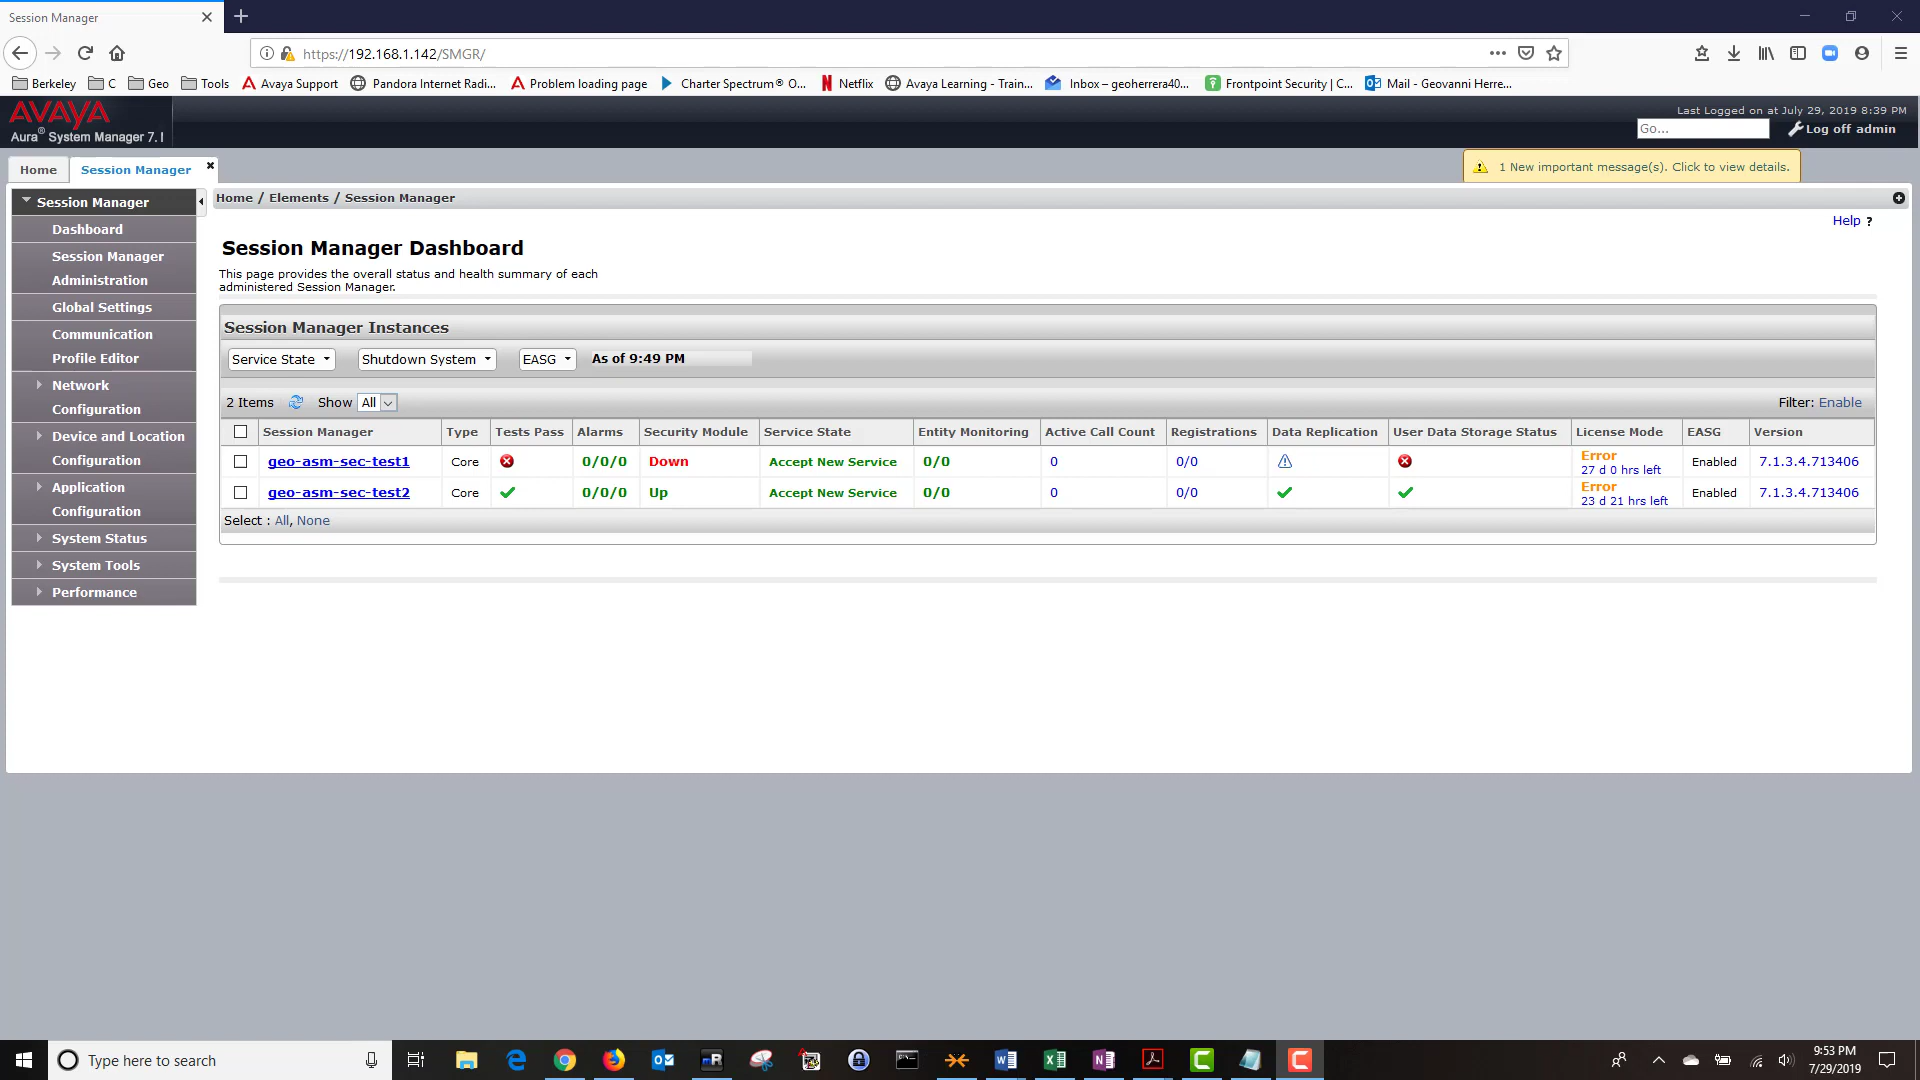 Session Manager
https://192.168.1.142/SMGR/
Berkeley C Geo Tools Avaya Support Pandora Internet Radi... Problem loading page Charter Spectrum® O... Netflix Avaya Learning - Train... Inbox – geoherrera40... Frontpoint Security | C... Mail - Geovanni Herre...
AVAYA
Aura® System Manager 7.1
Last Logged on at July 29, 2019 8:39 PM
Go... Log off admin
Home Session Manager
1 New important message(s). Click to view details.
Session Manager
Dashboard
Session Manager
Administration
Global Settings
Communication
Profile Editor
Network
Configuration
Device and Location
Configuration
Application
Configuration
System Status
System Tools
Performance
Home / Elements / Session Manager
Help ?
Session Manager Dashboard
This page provides the overall status and health summary of each
administered Session Manager.
Session Manager Instances
Service State Shutdown System EASG As of 9:49 PM
2 Items Show All Filter: Enable
Session Manager Type Tests Pass Alarms Security Module Service State Entity Monitoring Active Call Count Registrations Data Replication User Data Storage Status License Mode EASG Version
geo-asm-sec-test1 Core 0/0/0 Down Accept New Service 0/0 0 0/0 Error 27 d 0 hrs left Enabled 7.1.3.4.713406
geo-asm-sec-test2 Core 0/0/0 Up Accept New Service 0/0 0 0/0 Error 23 d 21 hrs left Enabled 7.1.3.4.713406
Select : All, None
Type here to search
9:53 PM
7/29/2019